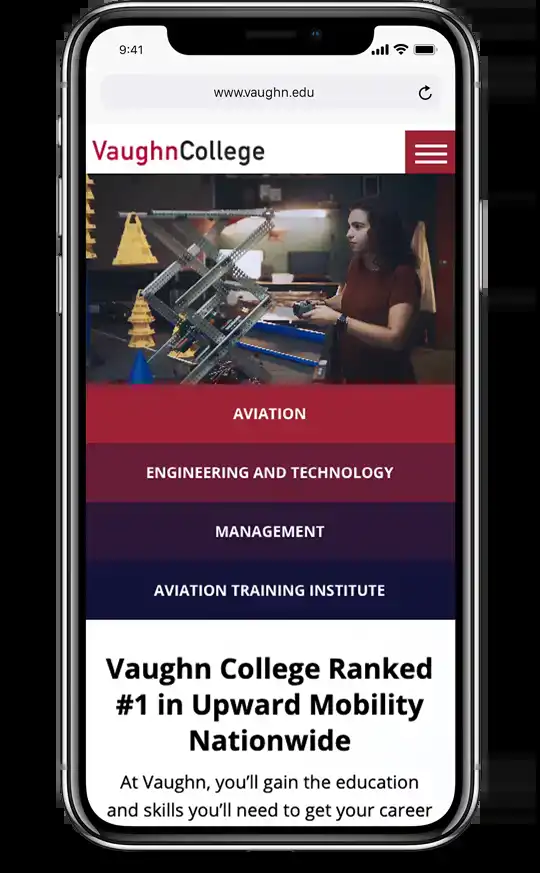 9:41
www.vaughn.edu
VaughnCollege
AVIATION
ENGINEERING AND TECHNOLOGY
MANAGEMENT
AVIATION TRAINING INSTITUTE
Vaughn College Ranked
#1 in Upward Mobility
Nationwide
At Vaughn, you'll gain the education
and skills you'll need to get your career